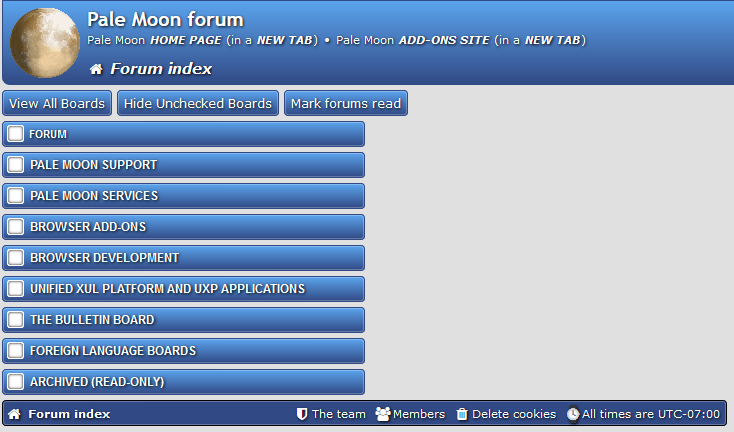 Pale Moon forum
Pale Moon HOME PAGE (in a NEW TAB) • Pale Moon ADD-ONS SITE (in a NEW TAB)
Forum index
View All Boards Hide Unchecked Boards Mark forums read
FORUM
PALE MOON SUPPORT
PALE MOON SERVICES
BROWSER ADD-ONS
BROWSER DEVELOPMENT
UNIFIED XUL PLATFORM AND UXP APPLICATIONS
THE BULLETIN BOARD
FOREIGN LANGUAGE BOARDS
ARCHIVED (READ-ONLY)
Forum index The team Members Delete cookies All times are UTC-07:00